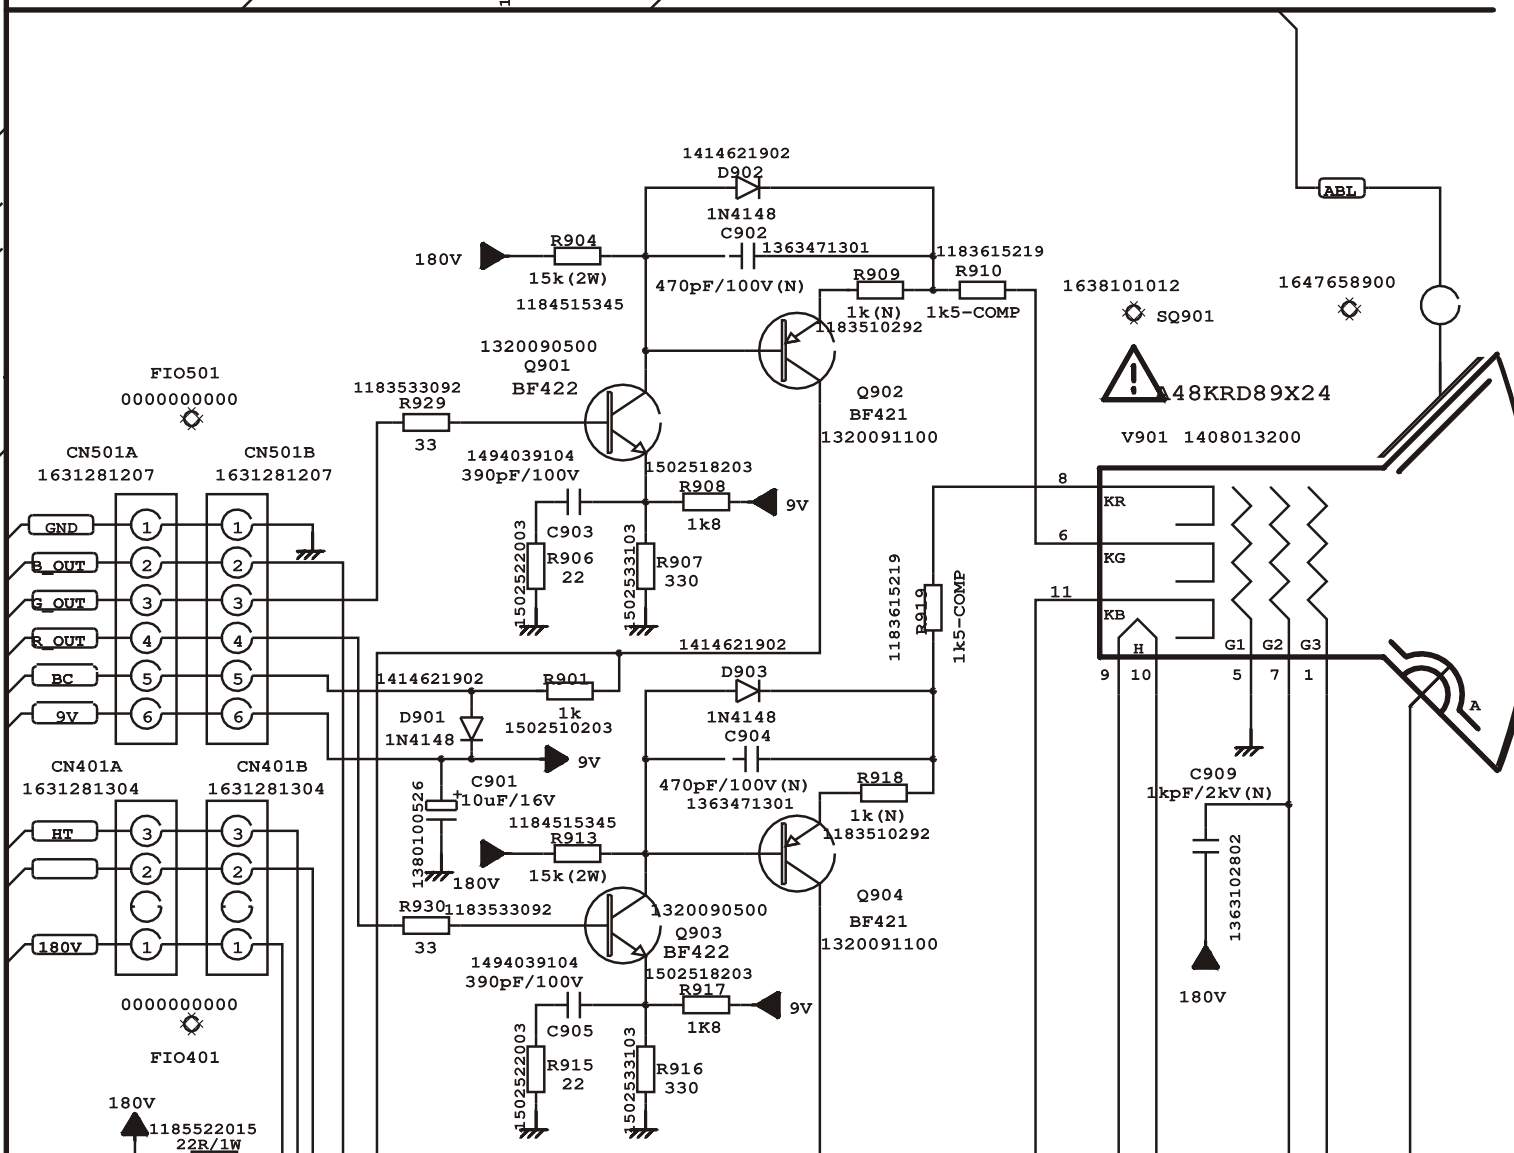 1414621902
D902
1N4148
C902
1363471301
470pF/100V(N)
180V
R904
15k(2W)
1184515345
1183615219
R909
R910
1k(N)
1k5-COMP
1183510292
ABL
1638101012
SQ901
1647658900
1320090500
Q901
BF422
Q902
BF421
1320091100
A48KRD89X24
V901 1408013200
FIO501
0000000000
1183533092
R929
33
CN501A
1631281207
CN501B
1631281207
1494039104
390pF/100V
C903
1502518203
R908
1k8
9V
1502522003
R906
22
1502533103
R907
330
GND
1
1
B_OUT
2
2
G_OUT
3
3
R_OUT
4
4
BC
5
5
9V
6
6
8
KR
6
KG
11
KB
H
G1
G2
G3
9
10
5
7
1
A
1183615219
R919
1k5-COMP
1414621902
D903
1N4148
C904
470pF/100V(N)
1363471301
1414621902
R901
1k
1502510203
D901
1N4148
9V
C901
+
10uF/16V
1380100526
R918
1k(N)
1183510292
1184515345
R913
15k(2W)
180V
CN401A
1631281304
CN401B
1631281304
HT
3
3
2
2
180V
1
1
R930
1183533092
33
1320090500
Q903
BF422
Q904
BF421
1320091100
C909
1kpF/2kV(N)
1363102802
180V
1494039104
390pF/100V
C905
1502518203
R917
1K8
9V
1502522003
R915
22
1502533103
R916
330
0000000000
FIO401
180V
1185522015
22R/1W